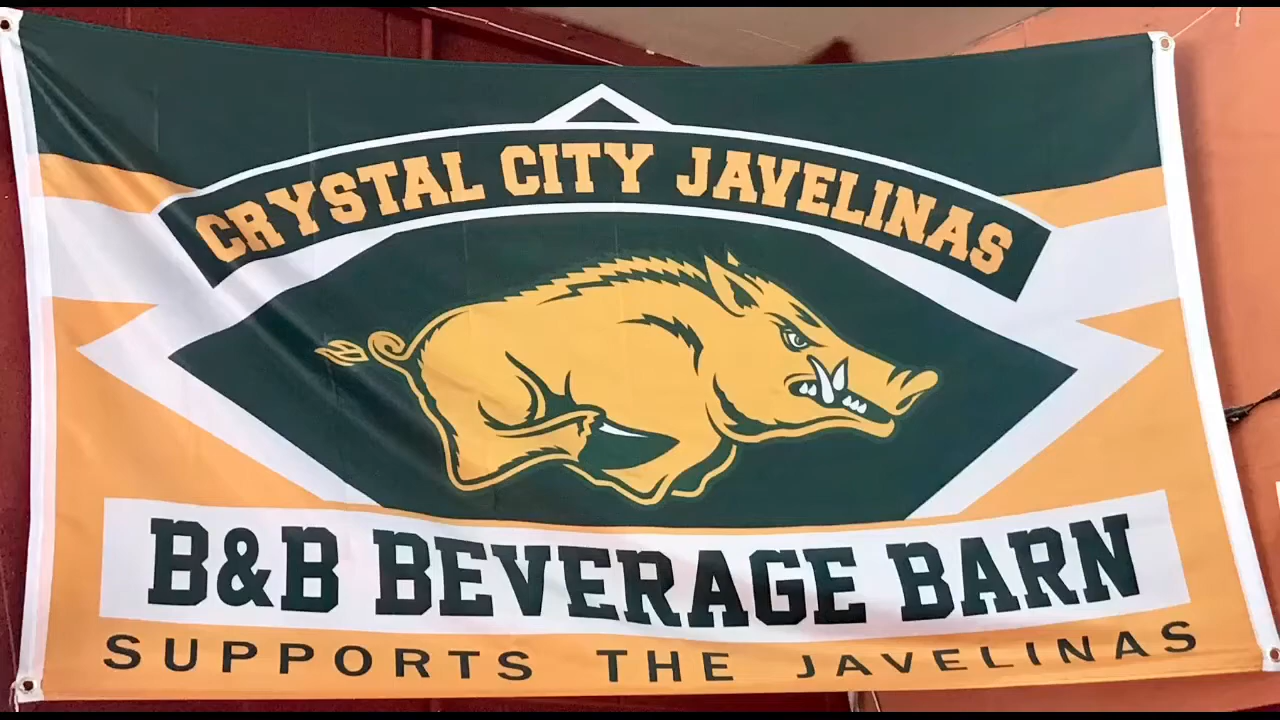 CRYSTAL CITY JAVELINAS
B&B BEVERAGE BARN
SUPPORTS THE JAVELINAS